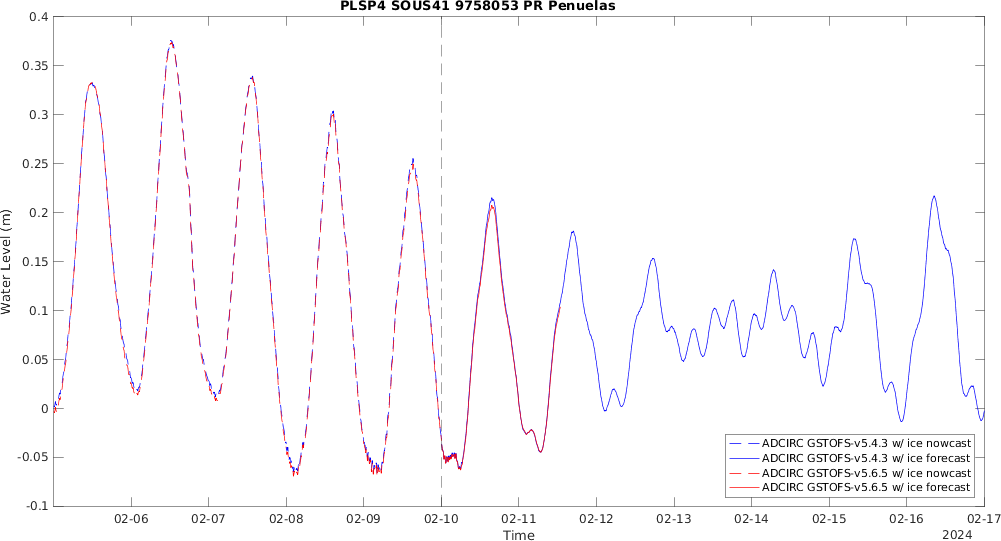 PLSP4 SOUS41 9758053 PR Penuelas
0.4
0.35
0.3
0.25
0.2
0.15
0.1
0.05
0
-0.05
-0.1
Water Level (m)
02-06 02-07 02-08 02-09 02-10 02-11 02-12 02-13 02-14 02-15 02-16 02-17
Time
2024
ADCIRC GSTOFS-v5.4.3 w/ ice nowcast
ADCIRC GSTOFS-v5.4.3 w/ ice forecast
ADCIRC GSTOFS-v5.6.5 w/ ice nowcast
ADCIRC GSTOFS-v5.6.5 w/ ice forecast